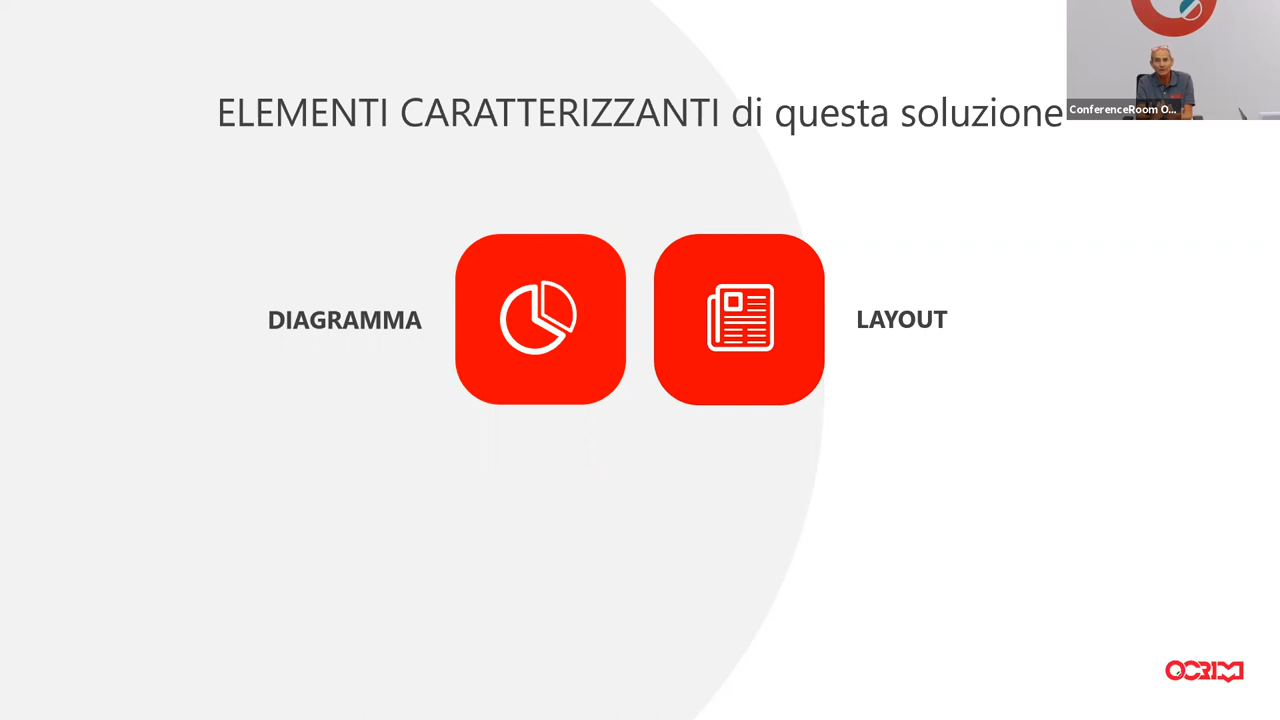 ELEMENTI CARATTERIZZANTI di questa soluzione
ConferenceRoom O...
DIAGRAMMA
LAYOUT
OCRIM